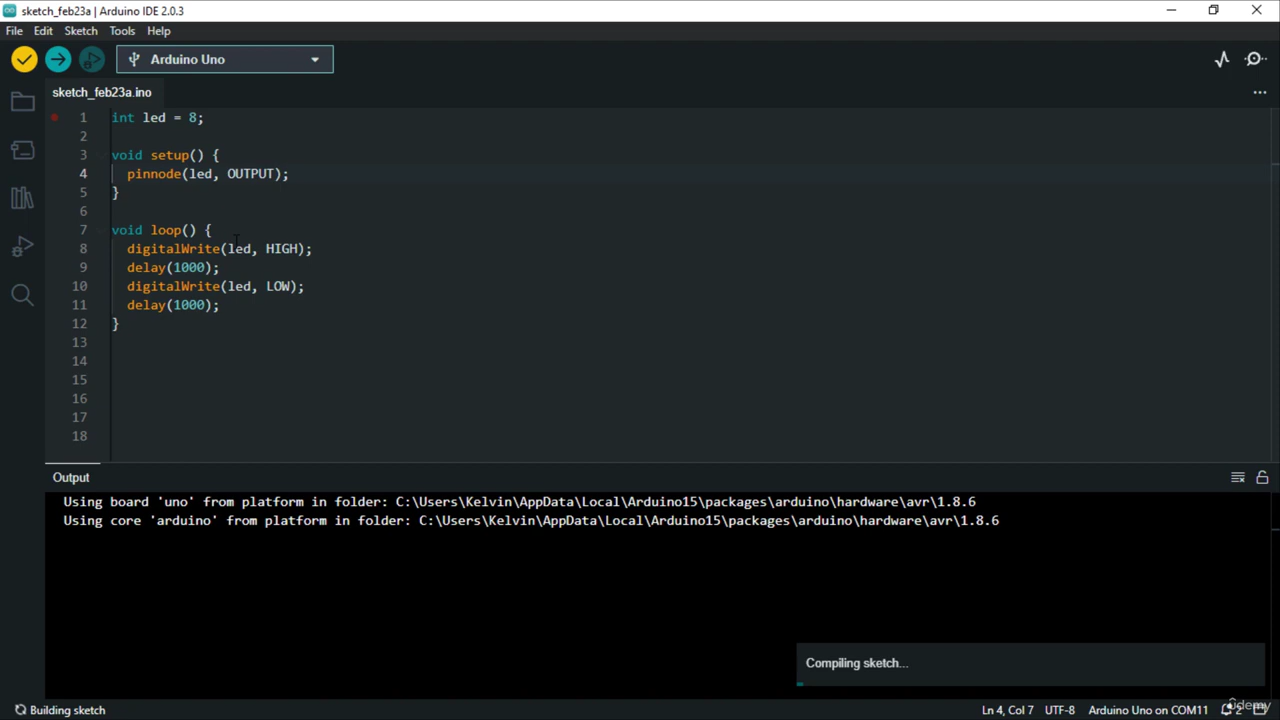 sketch_feb23a | Arduino IDE 2.0.3
File Edit Sketch Tools Help
Arduino Uno
sketch_feb23a.ino
1 int led = 8;
2
3 void setup() {
4 pinnode(led, OUTPUT);
5 }
6
7 void loop() {
8 digitalWrite(led, HIGH);
9 delay(1000);
10 digitalWrite(led, LOW);
11 delay(1000);
12 }
13
14
15
16
17
18
Output
Using board 'uno' from platform in folder: C:\Users\Kelvin\AppData\Local\Arduino15\packages\arduino\hardware\avr\1.8.6
Using core 'arduino' from platform in folder: C:\Users\Kelvin\AppData\Local\Arduino15\packages\arduino\hardware\avr\1.8.6
Compiling sketch...
Building sketch Ln 4, Col 7 UTF-8 Arduino Uno on COM11 2
Udemy